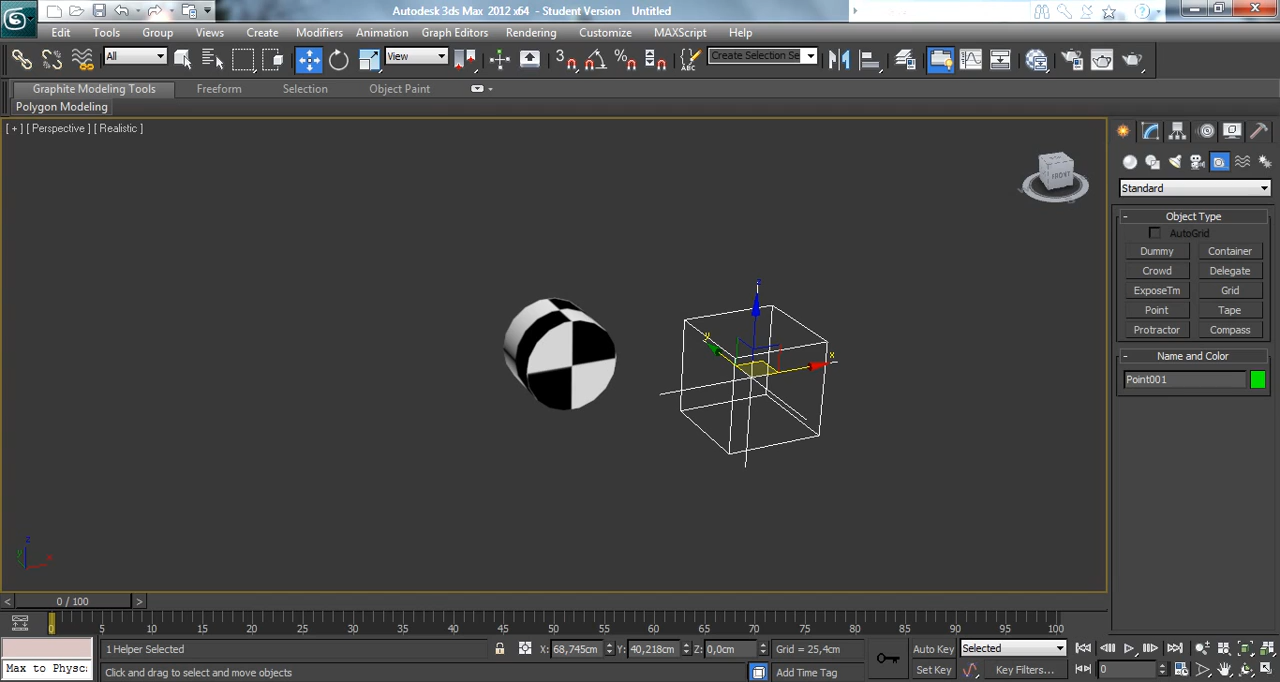 Autodesk 3ds Max 2012 x64 - Student Version Untitled
Edit Tools Group Views Create Modifiers Animation Graph Editors Rendering Customize MAXScript Help
All View 3 ABC Create Selection Se
Graphite Modeling Tools Freeform Selection Object Paint
Polygon Modeling
[ + ] [ Perspective ] [ Realistic ]
FRONT
Standard
- Object Type
AutoGrid
Dummy Container
Crowd Delegate
ExposeTm Grid
Point Tape
Protractor Compass
- Name and Color
Point001
z
y
x
z
y
x
< 0 / 100 >
0 5 10 15 20 25 30 35 40 45 50 55 60 65 70 75 80 85 90 95 100
1 Helper Selected X: 68,745cm Y: 40,218cm Z: 0,0cm Grid = 25,4cm Auto Key Selected
Max to Physc: Click and drag to select and move objects Add Time Tag Set Key Key Filters... 0